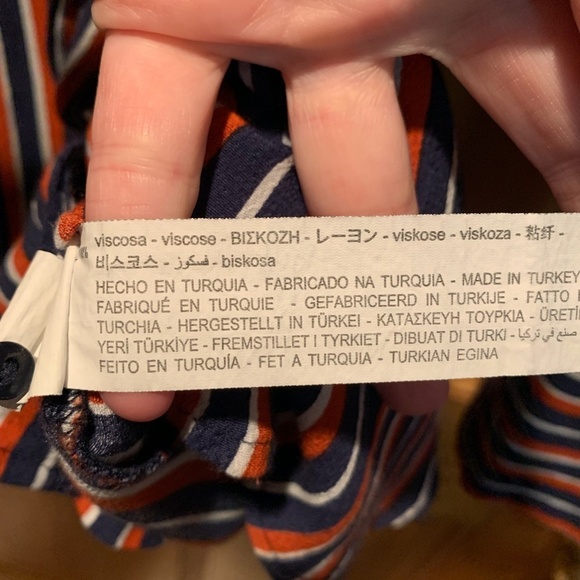 viscosa - viscose - ΒΙΣΚΟΖΗ - レーヨン - viskose - viskoza - 粘纤 -
비스코스 - فسكوز - biskosa
HECHO EN TURQUIA - FABRICADO NA TURQUIA - MADE IN TURKEY
FABRIQUÉ EN TURQUIE - GEFABRICEERD IN TURKIJE - FATTO
TURCHIA - HERGESTELLT IN TÜRKEI - ΚΑΤΑΣΚΕΥΗ ΤΟΥΡΚΙΑ - ÜRETİ
YERİ TÜRKİYE - FREMSTILLET I TYRKIET - DIBUAT DI TURKI - صنع في تركيا
FEITO EN TURQUÍA - FET A TURQUIA - TURKIAN EGINA